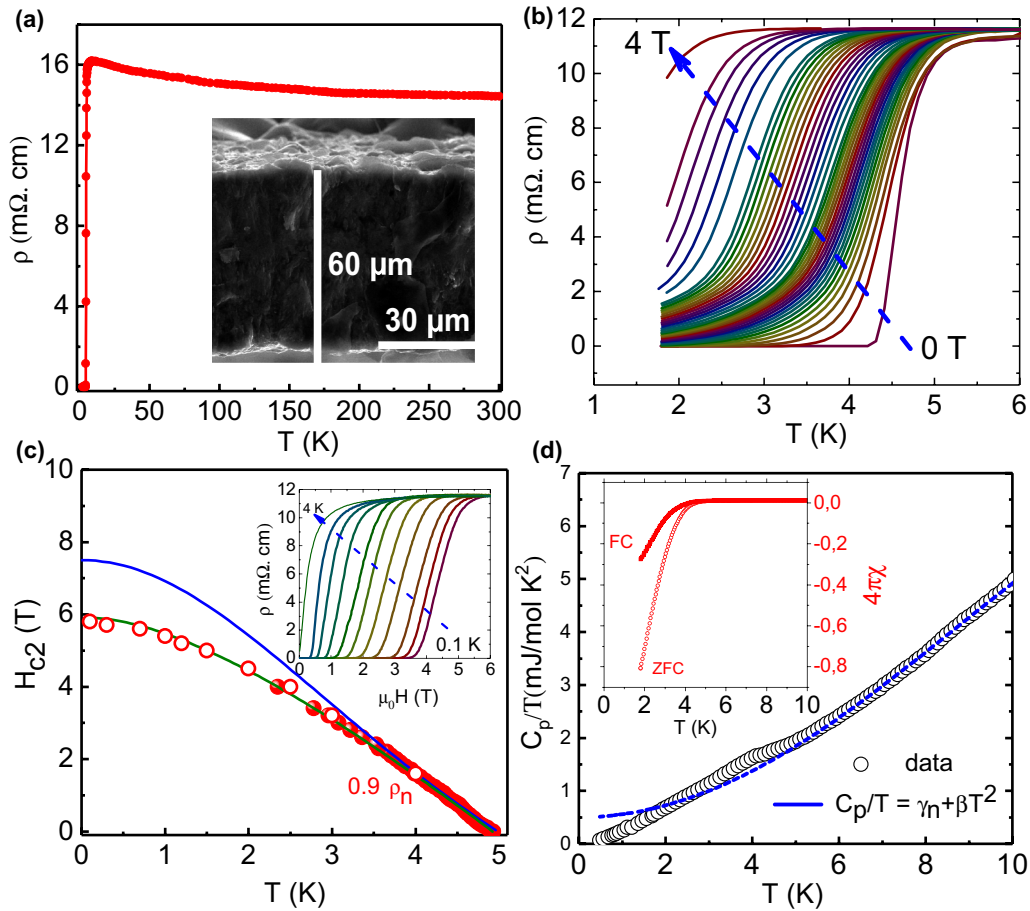 (a)
16
12
8
4
0
ρ (mΩ. cm)
0 50 100 150 200 250 300
T (K)
60 µm
30 µm
(b)
12
10
8
6
4
2
0
ρ (mΩ. cm)
4 T
0 T
1 2 3 4 5 6
T (K)
(c)
10
8
6
4
2
0
H_c2 (T)
0 1 2 3 4 5
T (K)
0.9 ρ_n
12
10
8
6
4
2
0
ρ (mΩ. cm)
4 K
0.1 K
0 1 2 3 4 5 6
µ_0H (T)
(d)
7
6
5
4
3
2
1
0
C_p/T(mJ/mol K^2)
0 2 4 6 8 10
T (K)
FC
ZFC
0,0
-0,2
-0,4
-0,6
-0,8
4πχ
0 2 4 6 8 10
T (K)
data
C_p/T = γ_n+βT^2